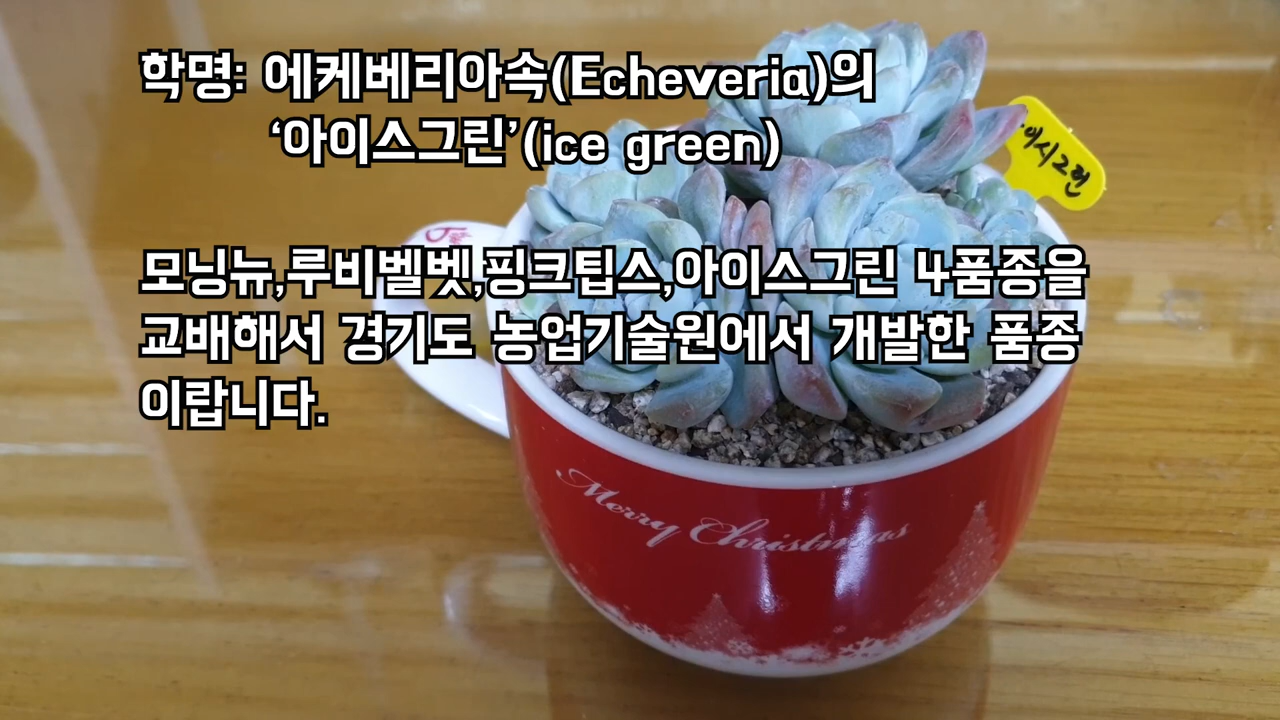 학명: 에케베리아속(Echeveria)의
'아이스그린'(ice green)
이시그린
모닝뉴,루비벨벳,핑크팁스,아이스그린 4품종을
교배해서 경기도 농업기술원에서 개발한 품종
이랍니다.
Merry Christmas